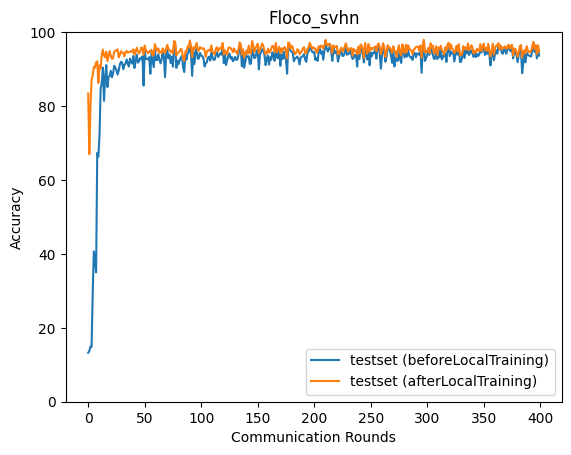 Floco_svhn
100
80
60
40
20
0
Accuracy
0 50 100 150 200 250 300 350 400
Communication Rounds
testset (beforeLocalTraining)
testset (afterLocalTraining)